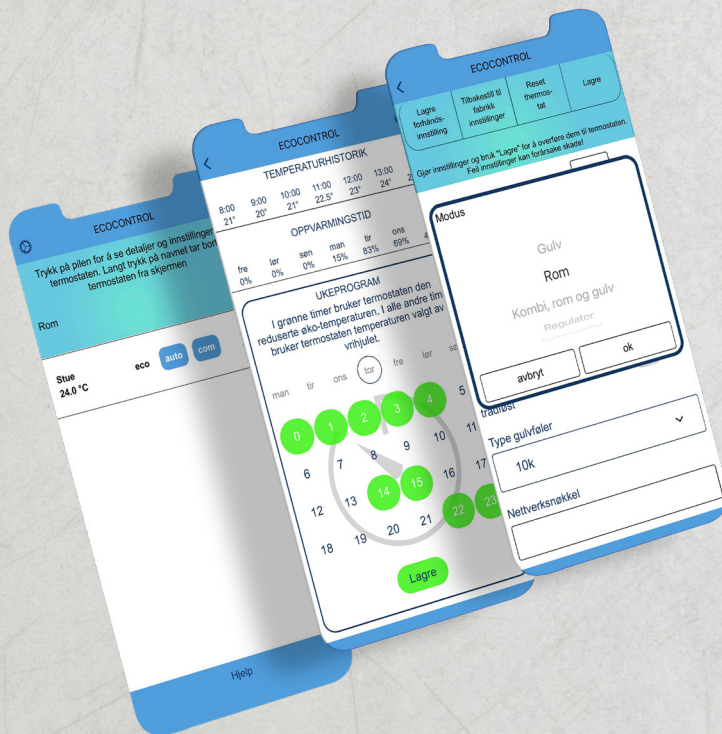 ECOCONTROL
Trykk på pilen for å se detaljer og innstillinger
termostaten. Langt trykk på navnet tar bort
termostaten fra skjermen
Rom
Stue
24.0 °C
eco auto com
Hjelp
ECOCONTROL
TEMPERATURHISTORIK
8:00 9:00 10:00 11:00 12:00 13:00
21° 20° 21° 22.5° 23° 24°
OPPVARMINGSTID
fre lør søn man tir ons
0% 0% 0% 15% 83% 69%
UKEPROGRAM
I grønne timer bruker termostaten den
reduserte øko-temperaturen. I alle andre tim
bruker termostaten temperaturen valgt av
vrihjulet.
man tir ons tor fre lør sø
0 1 2 3 4 5
6 7 8 9 10 11
12 13 14 15 16 17
18 19 20 21 22 23
Lagre
ECOCONTROL
Lagre
forhånds-
innstilling
Tilbakestill til
fabrikk
innstillinger
Reset
thermos-
tat
Lagre
Gjør innstillinger og bruk "Lagre" for å overføre dem til termostaten.
Feil innstillinger kan forårsake skade!
Modus
Gulv
Rom
Kombi, rom og gulv
Regulator
avbryt ok
trådløst
Type gulvføler
10k
Nettverksnøkkel